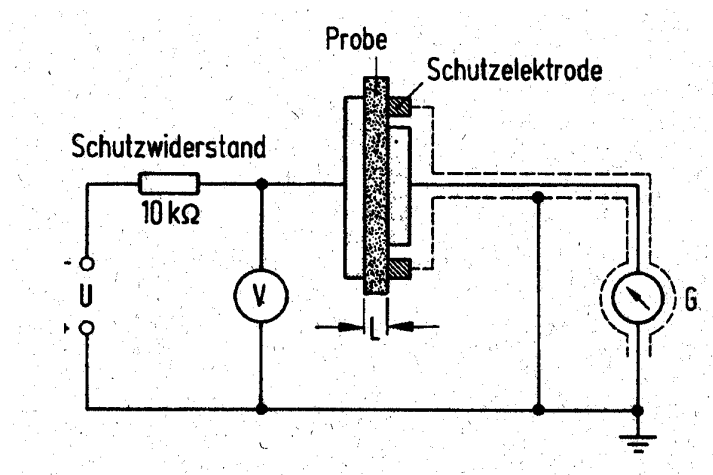 Probe
Schutzelektrode
Schutzwiderstand
10 kΩ
-
U
V
L
G